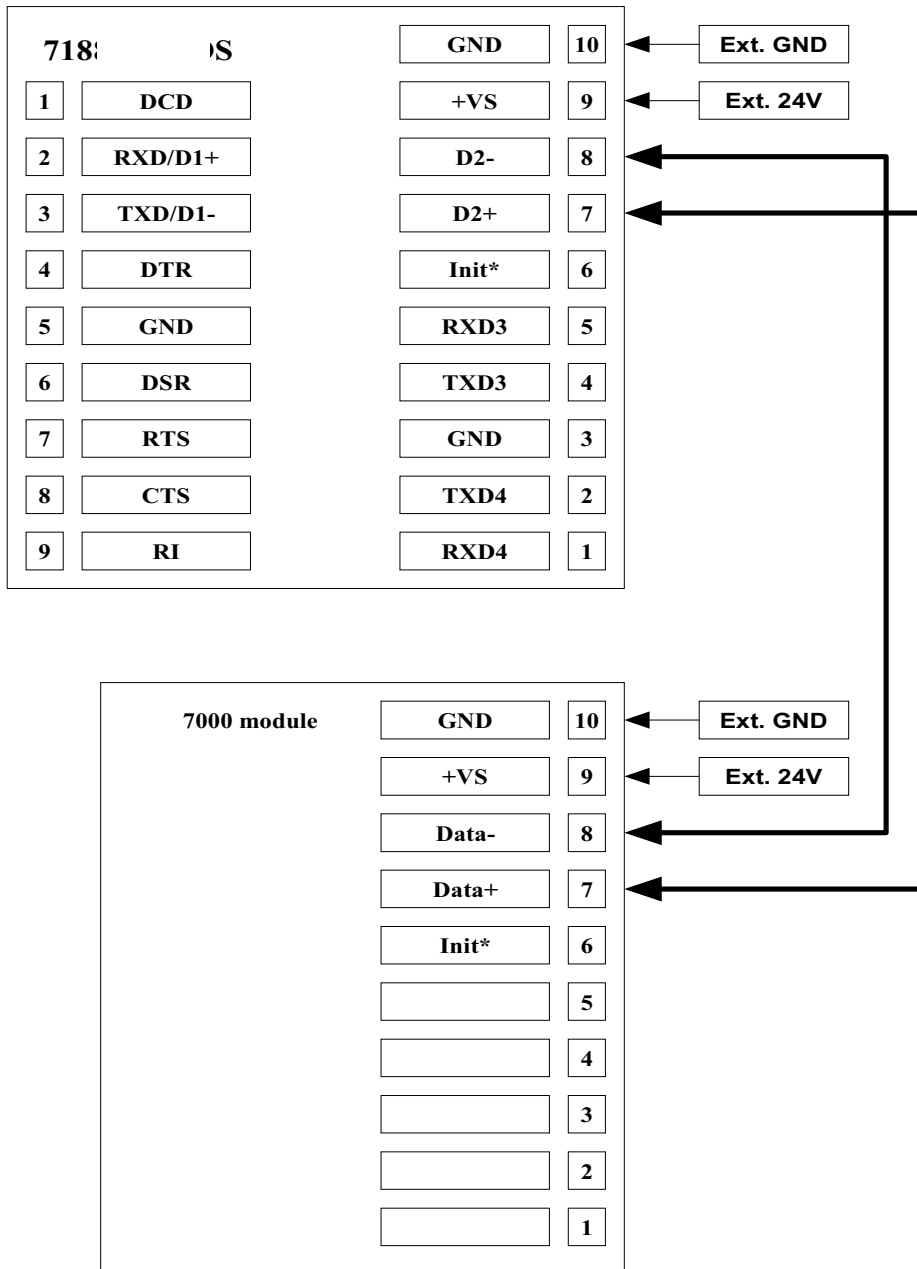 GND 10 Ext. GND
1 DCD +VS 9 Ext. 24V
2 RXD/D1+ D2- 8
3 TXD/D1- D2+ 7
4 DTR Init* 6
5 GND RXD3 5
6 DSR TXD3 4
7 RTS GND 3
8 CTS TXD4 2
9 RI RXD4 1
7000 module GND 10 Ext. GND
+VS 9 Ext. 24V
Data- 8
Data+ 7
Init* 6
5
4
3
2
1